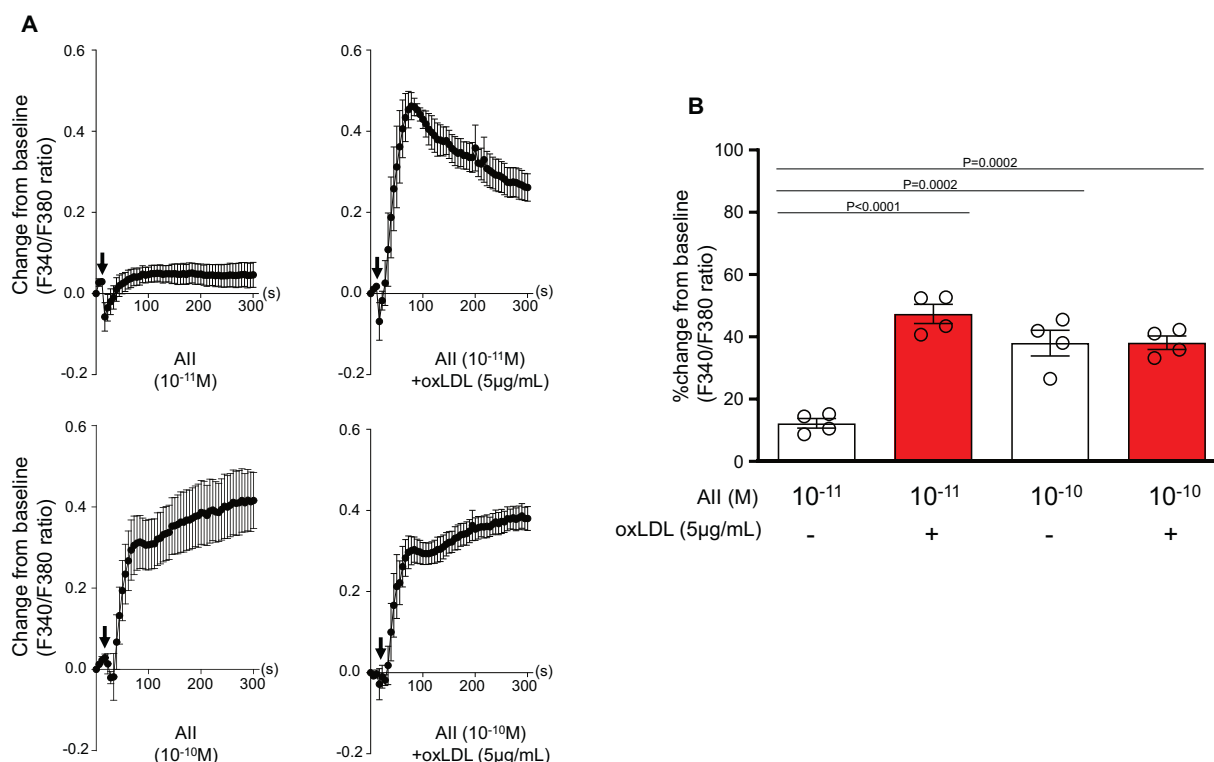 A
Change from baseline
(F340/F380 ratio)
0.6
0.4
0.2
0.0
-0.2
100
200
300
(s)
AII
(10⁻¹¹M)
0.6
0.4
0.2
0.0
-0.2
100
200
300
(s)
AII (10⁻¹¹M)
+oxLDL (5µg/mL)
Change from baseline
(F340/F380 ratio)
0.6
0.4
0.2
0.0
-0.2
100
200
300
(s)
AII
(10⁻¹⁰M)
0.6
0.4
0.2
0.0
-0.2
100
200
300
(s)
AII (10⁻¹⁰M)
+oxLDL (5µg/mL)
B
%change from baseline
(F340/F380 ratio)
100
80
60
40
20
0
P=0.0002
P=0.0002
P<0.0001
AII (M) 10⁻¹¹ 10⁻¹¹ 10⁻¹⁰ 10⁻¹⁰
oxLDL (5µg/mL) - + - +